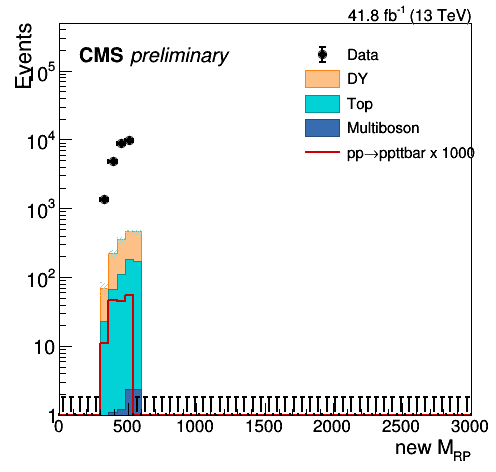 41.8 fb⁻¹ (13 TeV)
Events
CMS preliminary
Data
DY
Top
Multiboson
pp→ppttbar x 1000
10⁵
10⁴
10³
10²
10
1
0 500 1000 1500 2000 2500 3000
new M_RP